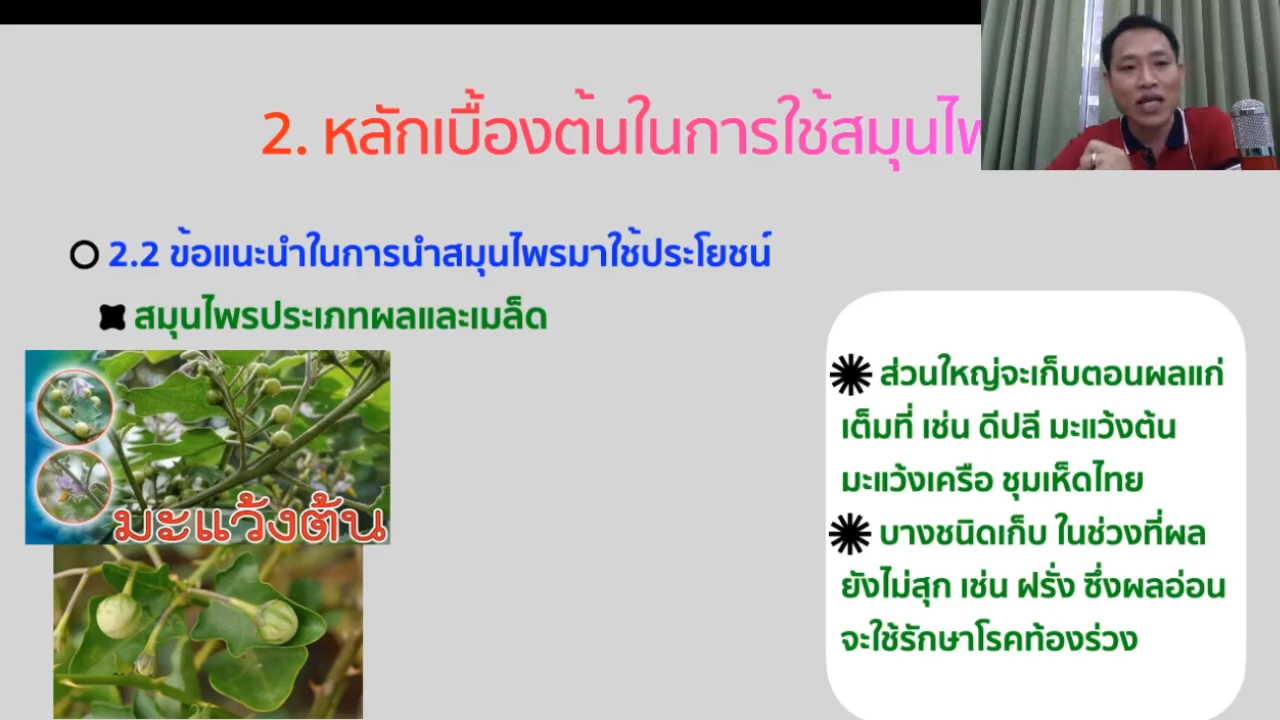 2. หลักเบื้องต้นในการใช้สมุนไพ
2.2 ข้อแนะนำในการนำสมุนไพรมาใช้ประโยชน์
สมุนไพรประเภทผลและเมล็ด
มะแว้งต้น
ส่วนใหญ่จะเก็บตอนผลแก่
เต็มที่ เช่น ดีปลี มะแว้งต้น
มะแว้งเครือ ชุมเห็ดไทย
บางชนิดเก็บ ในช่วงที่ผล
ยังไม่สุก เช่น ฝรั่ง ซึ่งผลอ่อน
จะใช้รักษาโรคท้องร่วง